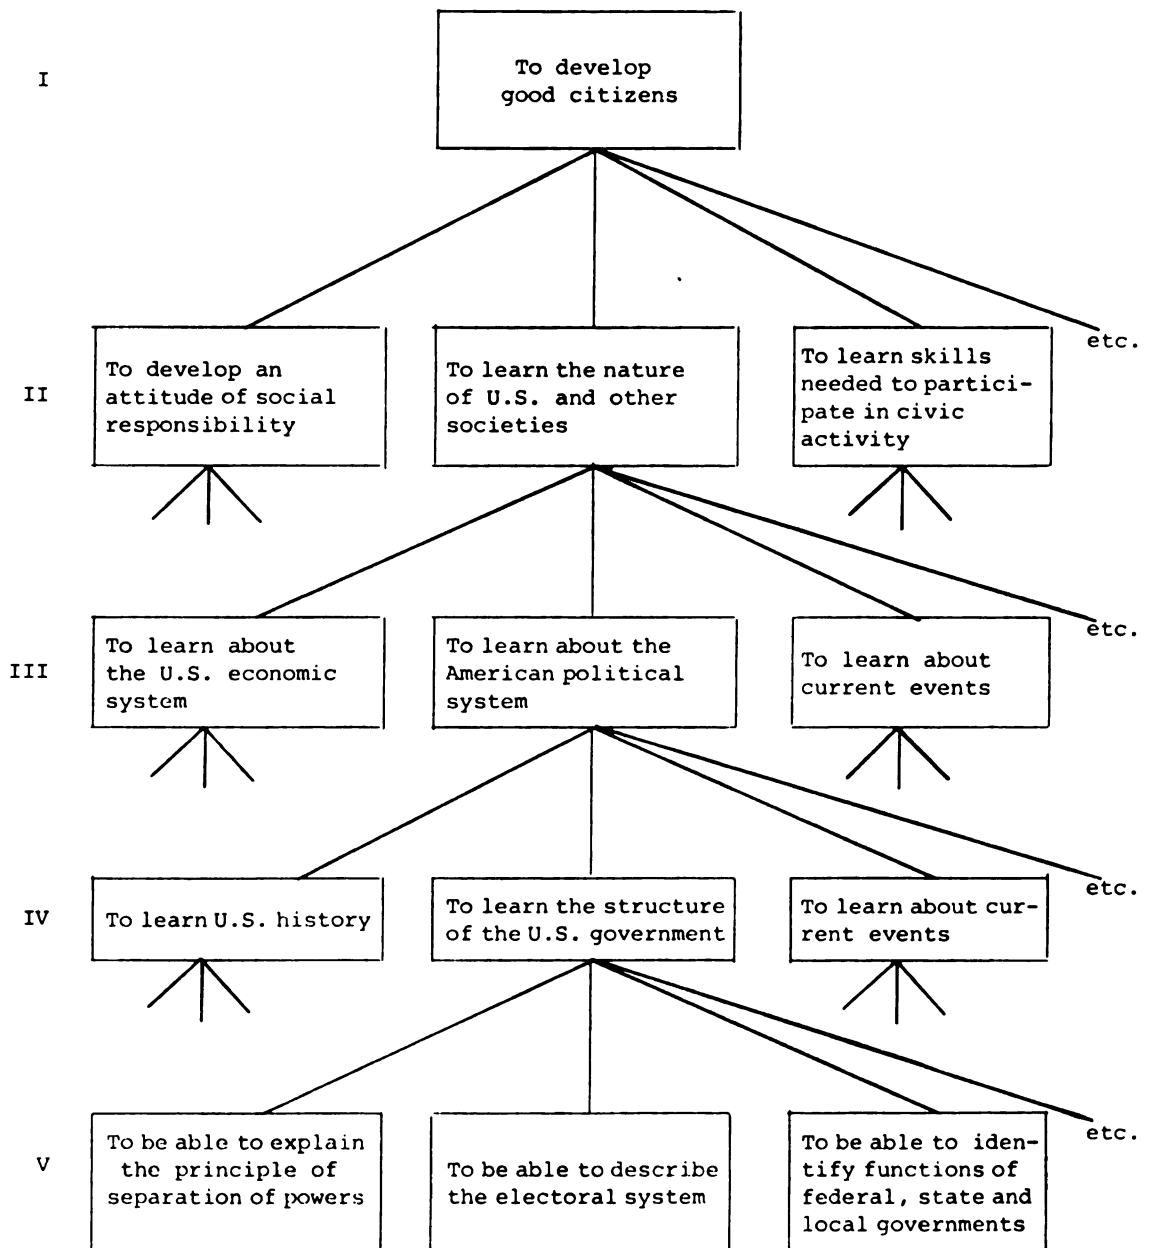 I
To develop
good citizens
II
To develop an
attitude of social
responsibility
To learn the nature
of U.S. and other
societies
To learn skills
needed to partici-
pate in civic
activity
etc.
III
To learn about
the U.S. economic
system
To learn about the
American political
system
To learn about
current events
etc.
IV
To learn U.S. history
To learn the structure
of the U.S. government
To learn about cur-
rent events
etc.
V
To be able to explain
the principle of
separation of powers
To be able to describe
the electoral system
To be able to iden-
tify functions of
federal, state and
local governments
etc.